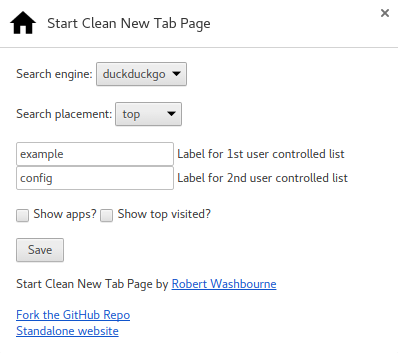 Start Clean New Tab Page
Search engine: duckduckgo
Search placement: top
example Label for 1st user controlled list
config Label for 2nd user controlled list
Show apps? Show top visited?
Save
Start Clean New Tab Page by Robert Washbourne
Fork the GitHub Repo
Standalone website